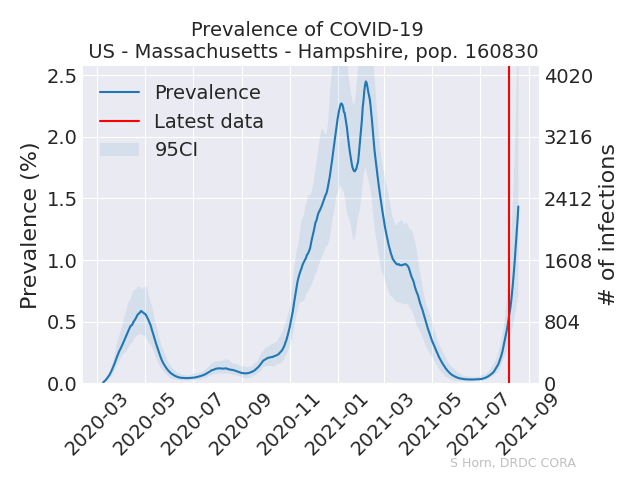 Prevalence of COVID-19
US - Massachusetts - Hampshire, pop. 160830
Prevalence
Latest data
95CI
Prevalence (%)
2.5
2.0
1.5
1.0
0.5
0.0
4020
3216
2412
1608
804
0
# of infections
2020-03
2020-05
2020-07
2020-09
2020-11
2021-01
2021-03
2021-05
2021-07
2021-09
S Horn, DRDC CORA